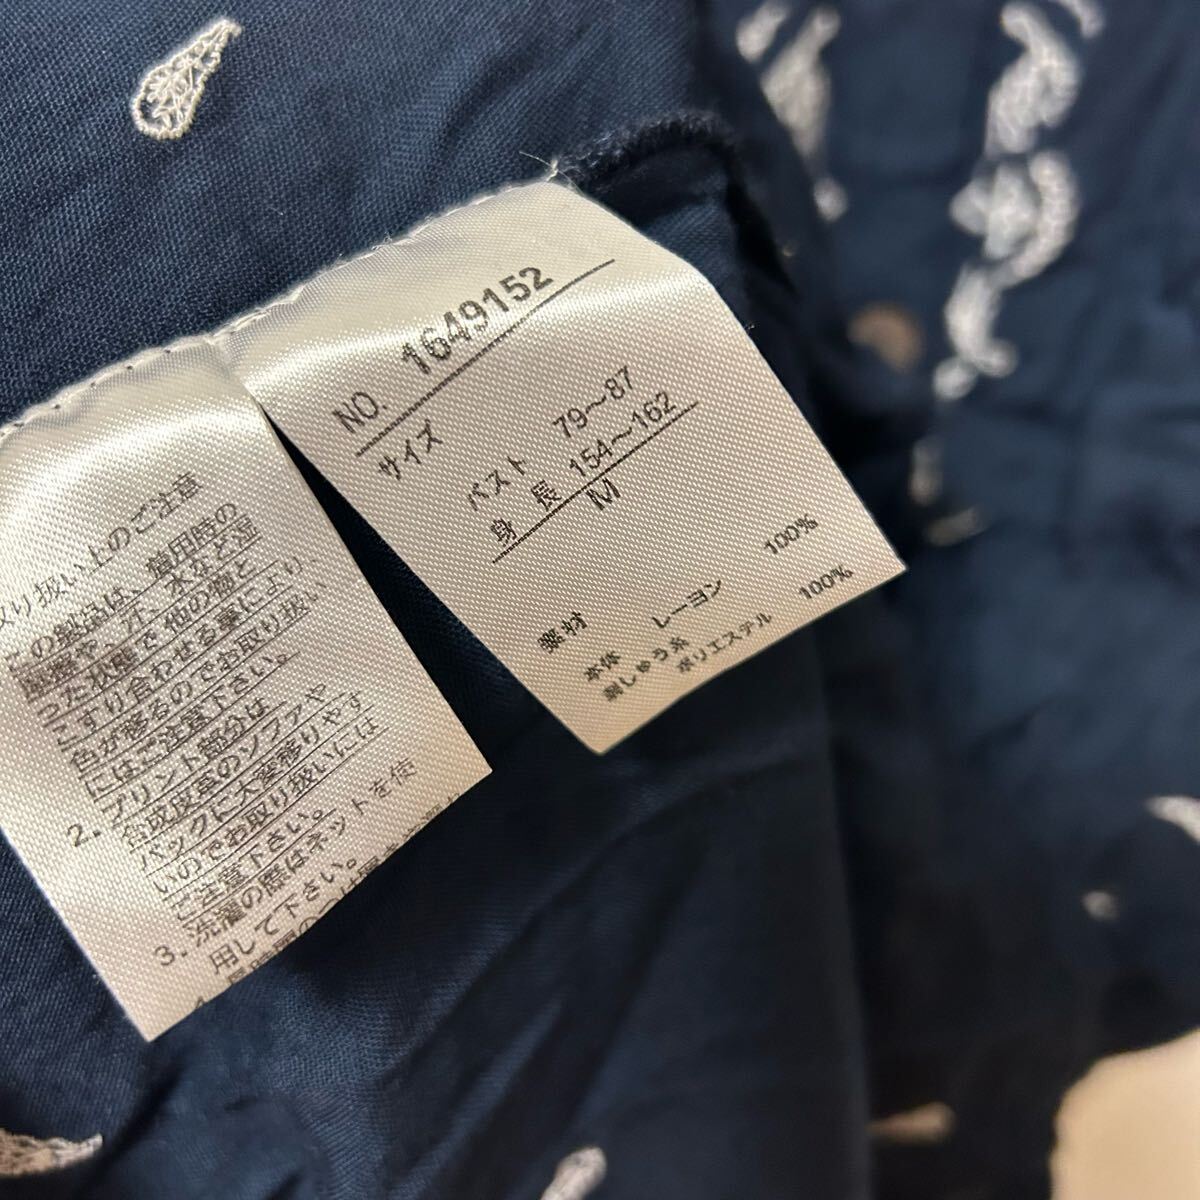 NO. 1649152
サイズ
バスト 79～87
身長 154～162
M
素材
本体 レーヨン 100%
刺しゅう糸
ポリエステル 100%
取り扱い上のご注意
この製品は、着用時の
摩擦や、汗、水など湿
った状態で他の物と
こすり合わせる事により、
色が移るのでお取り扱い
にはご注意下さい。
2. プリント部分は
合成皮革のソファや
バックに大変移りやす
いのでお取り扱いには
ご注意下さい。
3. 洗濯の際はネットを使
用して下さい。